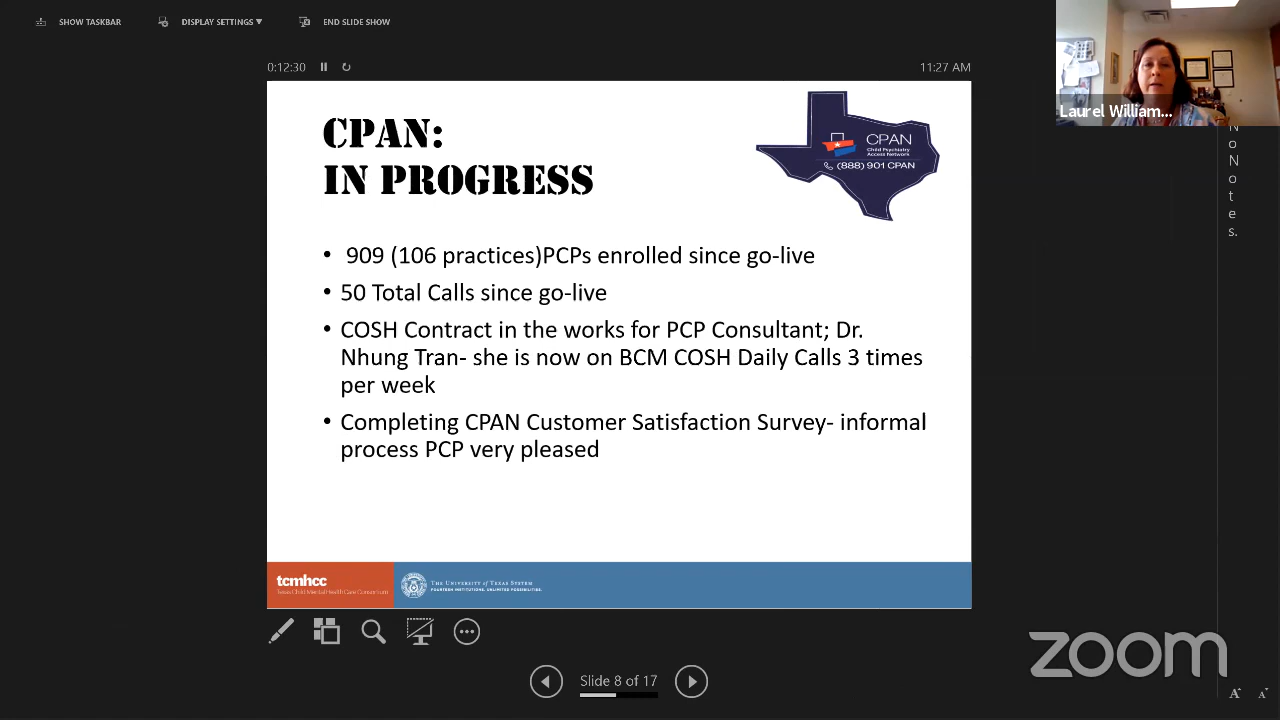 SHOW TASKBAR
DISPLAY SETTINGS ▼
END SLIDE SHOW
0:12:30
11:27 AM
Laurel William...
CPAN:
IN PROGRESS
CPAN
Child Psychiatry
Access Network
(888) 901 CPAN
• 909 (106 practices)PCPs enrolled since go-live
• 50 Total Calls since go-live
• COSH Contract in the works for PCP Consultant; Dr.
Nhung Tran- she is now on BCM COSH Daily Calls 3 times
per week
• Completing CPAN Customer Satisfaction Survey- informal
process PCP very pleased
N
o
N
o
t
e
s.
tcmhcc
Texas Child Mental Health Care Consortium
THE UNIVERSITY of TEXAS SYSTEM
FOURTEEN INSTITUTIONS. UNLIMITED POSSIBILITIES.
Slide 8 of 17
zoom
A
A